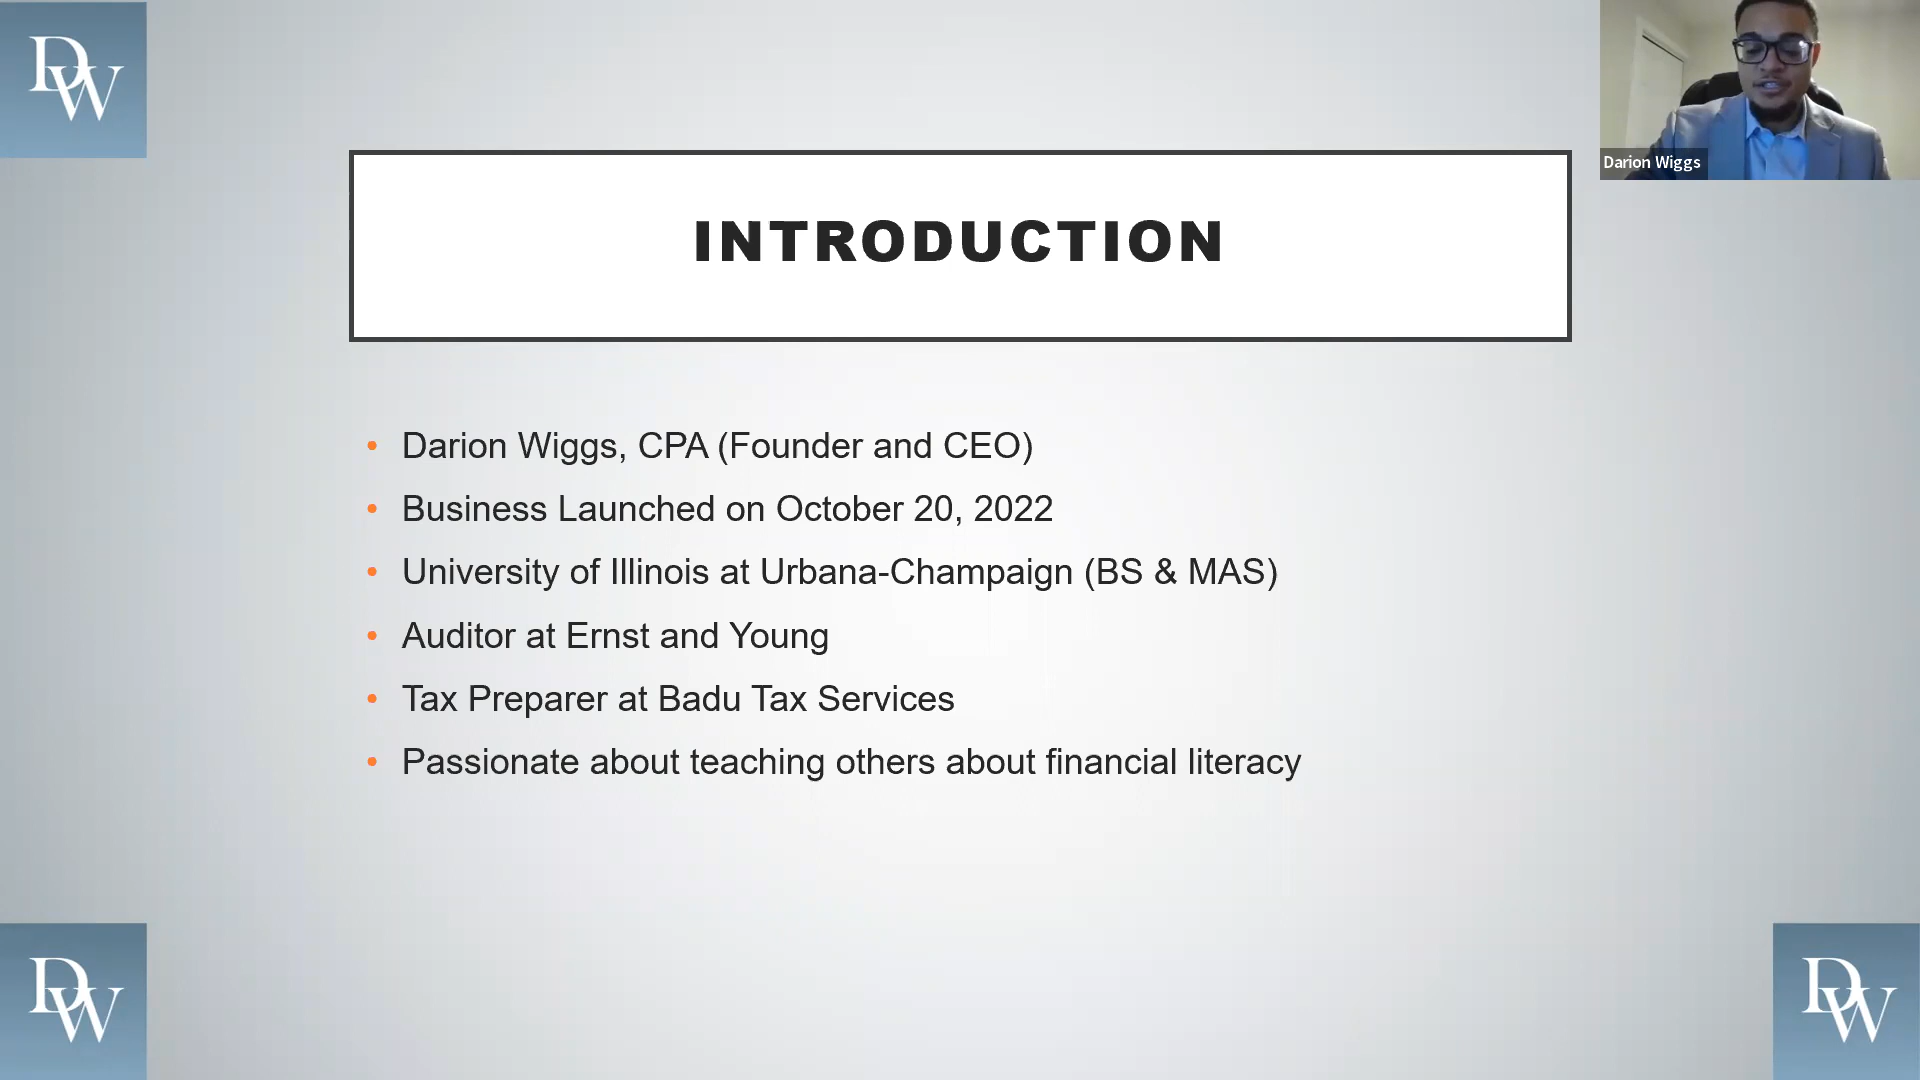 DW
Darion Wiggs
INTRODUCTION
• Darion Wiggs, CPA (Founder and CEO)
• Business Launched on October 20, 2022
• University of Illinois at Urbana-Champaign (BS & MAS)
• Auditor at Ernst and Young
• Tax Preparer at Badu Tax Services
• Passionate about teaching others about financial literacy
DW
DW